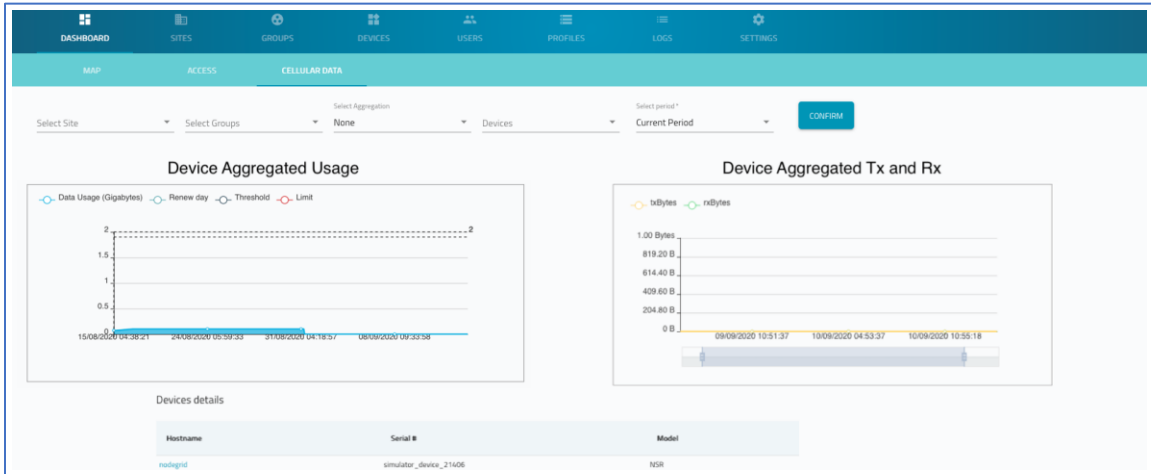 DASHBOARD SITES GROUPS DEVICES USERS PROFILES LOGS SETTINGS
MAP ACCESS CELLULAR DATA
Select Aggregation Select period *
Select Site Select Groups None Devices Current Period CONFIRM
Device Aggregated Usage
Data Usage (Gigabytes) Renew day Threshold Limit
2 2
1.5
1
0.5
0
15/08/2020 04:38:21 24/08/2020 05:59:33 31/08/2020 04:18:57 08/09/2020 09:33:58
Device Aggregated Tx and Rx
txBytes rxBytes
1.00 Bytes
819.20 B
614.40 B
409.60 B
204.80 B
0 B
09/09/2020 10:51:37 10/09/2020 04:53:37 10/09/2020 10:55:18
Devices details
Hostname Serial # Model
nodegrid simulator_device_21406 NSR